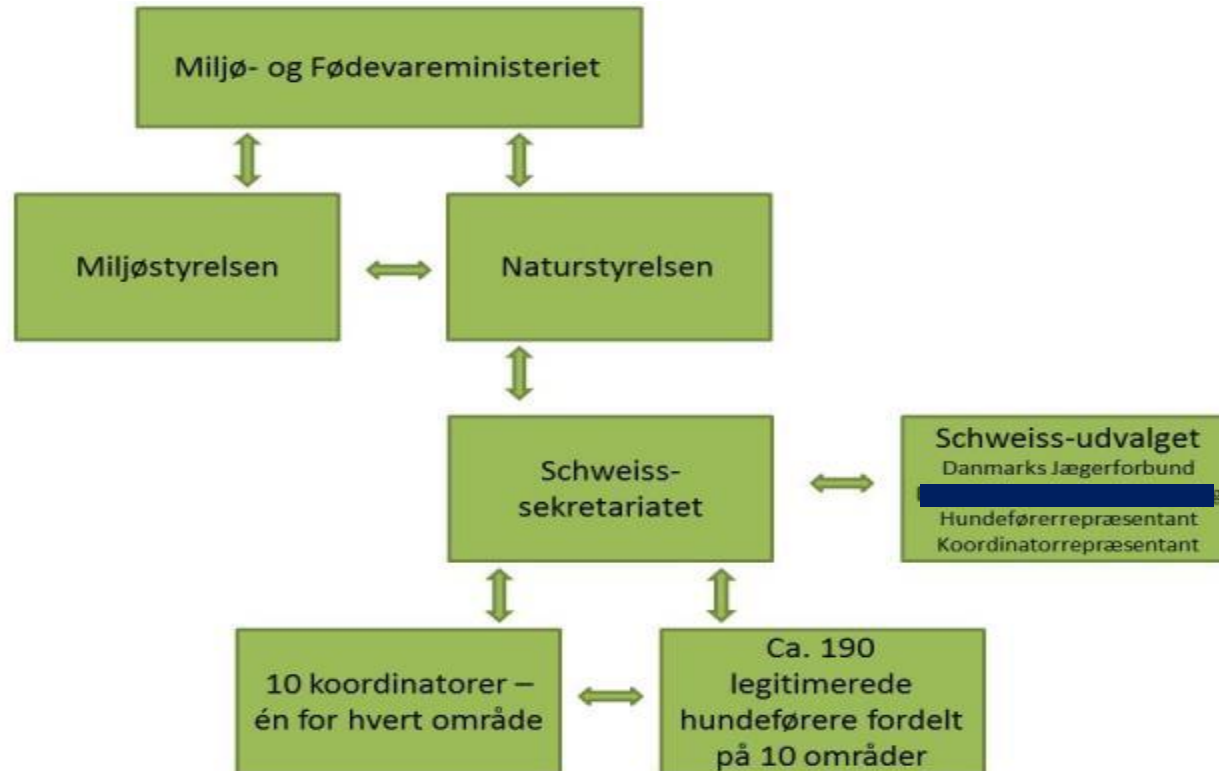 Miljø- og Fødevareministeriet
Miljøstyrelsen
Naturstyrelsen
Schweiss-
sekretariatet
Schweiss-udvalget
Danmarks Jægerforbund
Hundeførerrepræsentant
Koordinatorrepræsentant
10 koordinatorer –
én for hvert område
Ca. 190
legitimerede
hundeførere fordelt
på 10 områder